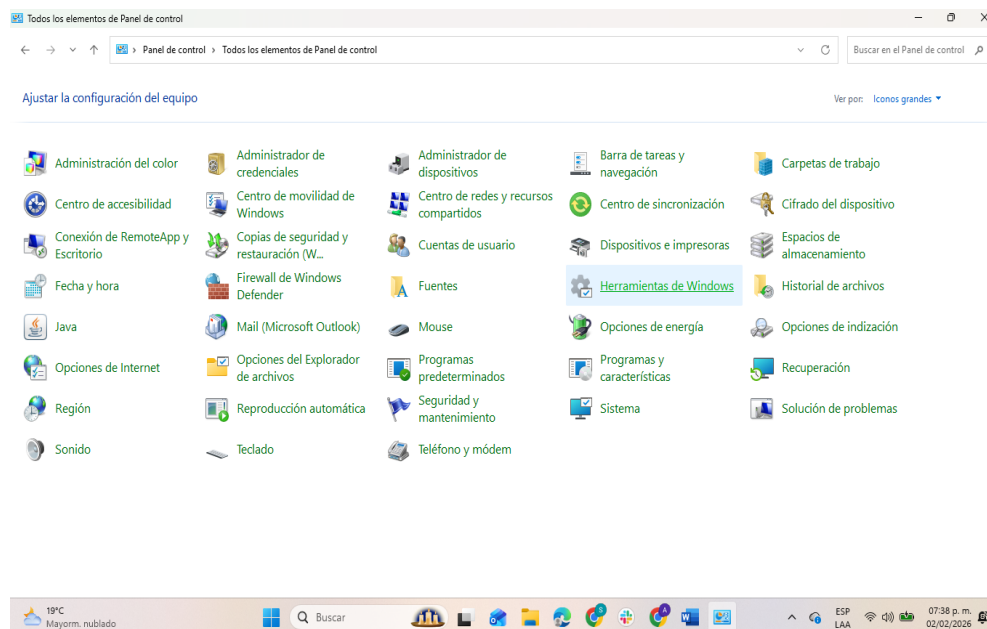 Todos los elementos de Panel de control
Panel de control > Todos los elementos de Panel de control
Buscar en el Panel de control
Ajustar la configuración del equipo
Ver por: Iconos grandes
Administración del color
Administrador de
credenciales
Administrador de
dispositivos
Barra de tareas y
navegación
Carpetas de trabajo
Centro de accesibilidad
Centro de movilidad de
Windows
Centro de redes y recursos
compartidos
Centro de sincronización
Cifrado del dispositivo
Conexión de RemoteApp y
Escritorio
Copias de seguridad y
restauración (W...
Cuentas de usuario
Dispositivos e impresoras
Espacios de
almacenamiento
Fecha y hora
Firewall de Windows
Defender
Fuentes
Herramientas de Windows
Historial de archivos
Java
Mail (Microsoft Outlook)
Mouse
Opciones de energía
Opciones de indización
Opciones de Internet
Opciones del Explorador
de archivos
Programas
predeterminados
Programas y
características
Recuperación
Región
Reproducción automática
Seguridad y
mantenimiento
Sistema
Solución de problemas
Sonido
Teclado
Teléfono y módem
19°C
Mayorm. nublado
Buscar
ESP
LAA
07:38 p. m.
02/02/2026